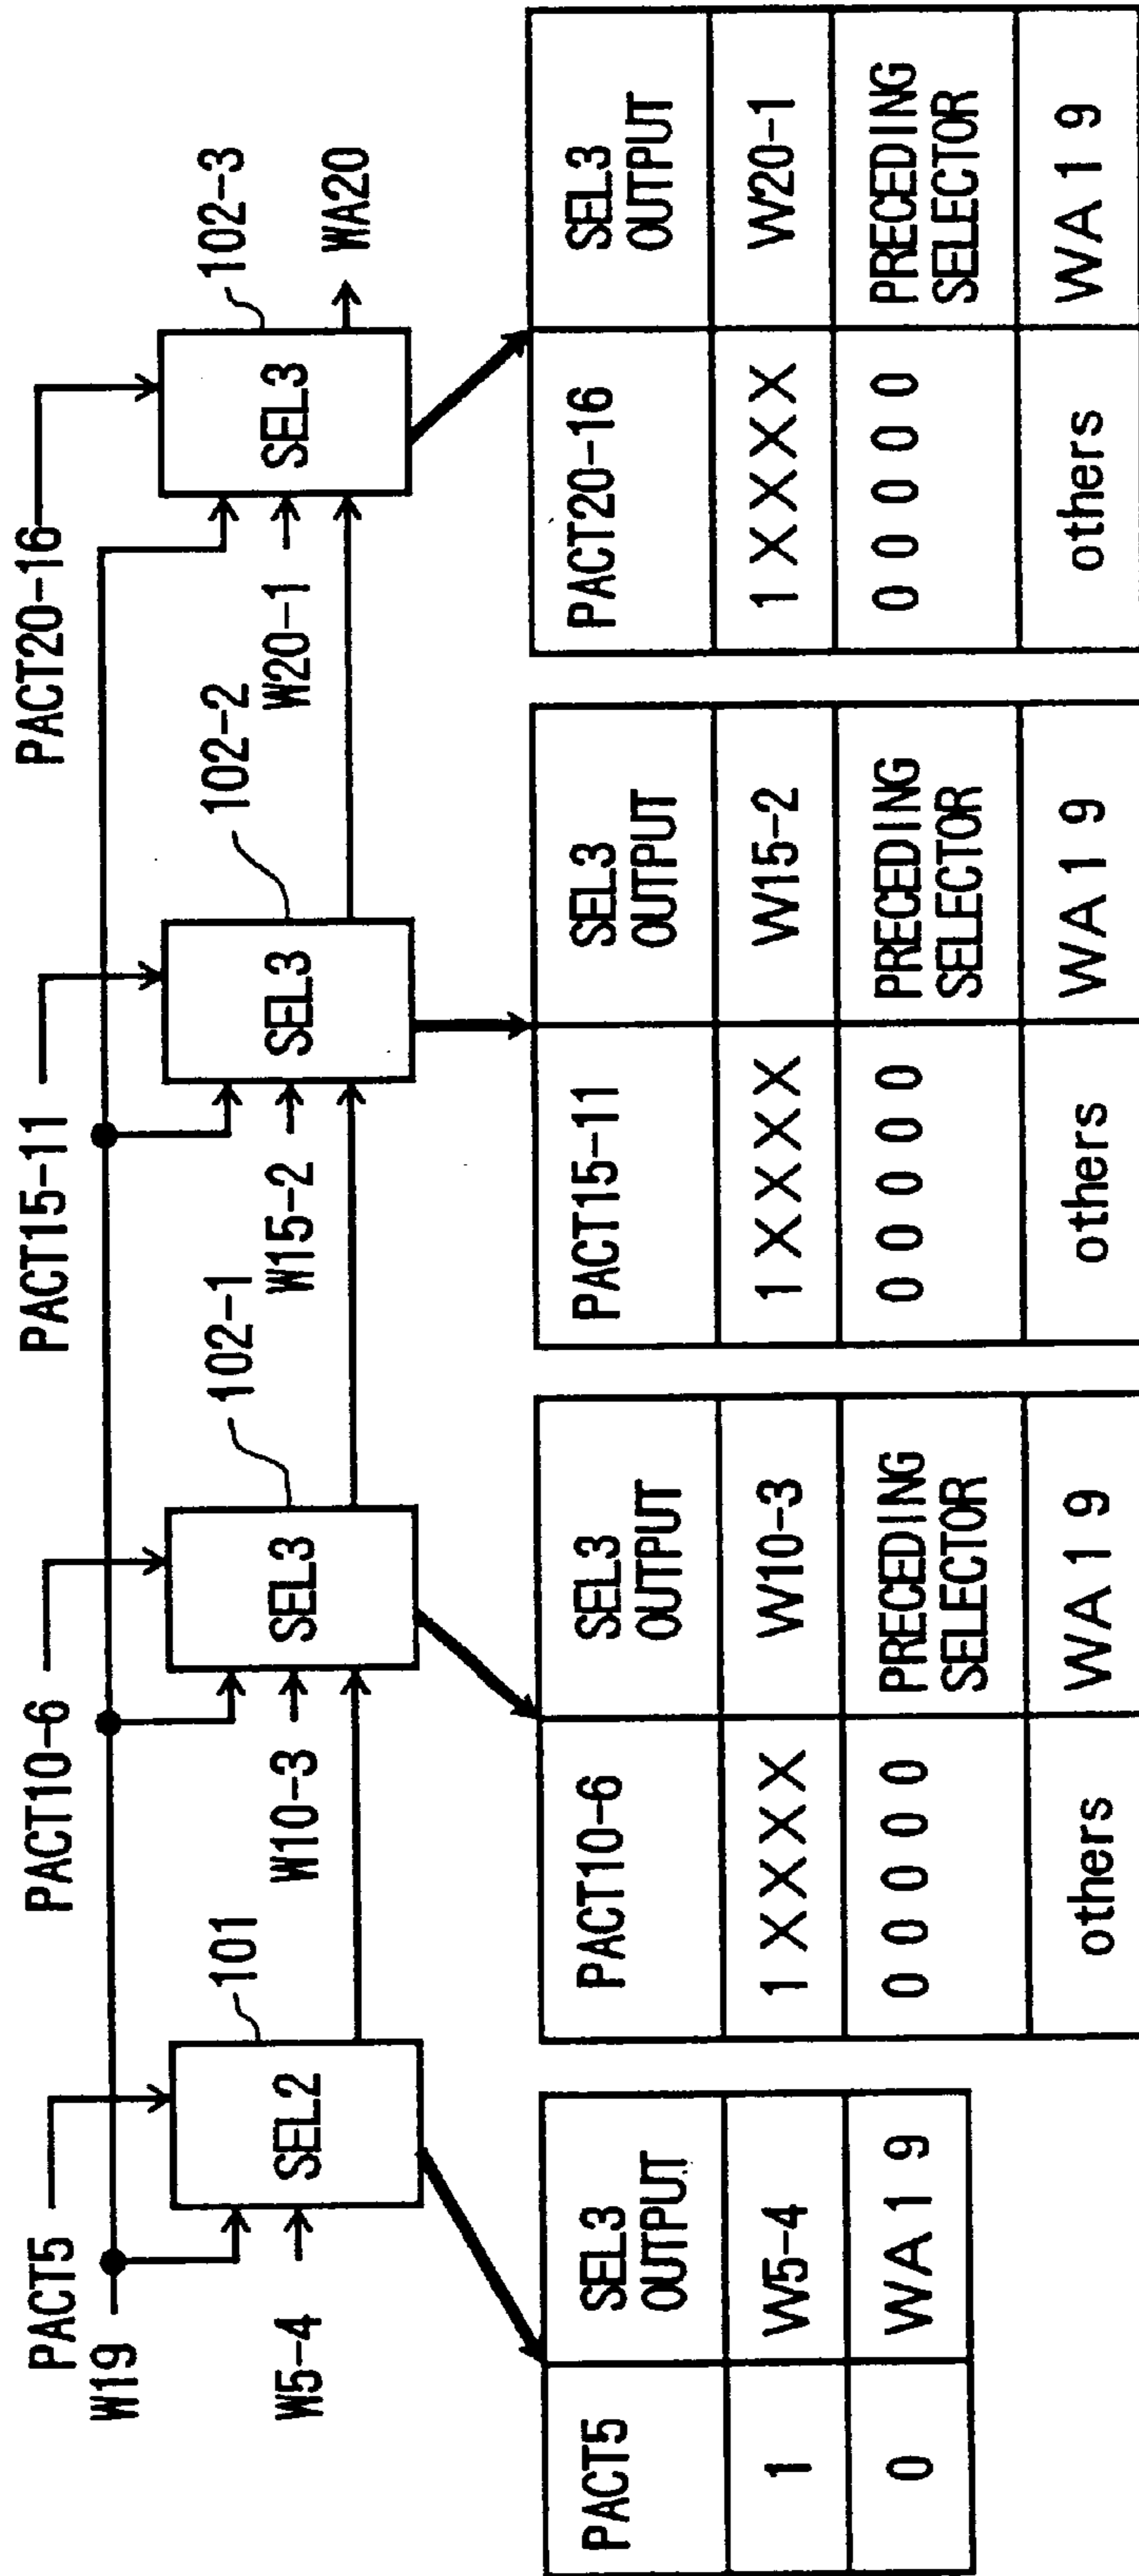 PACT5
PACT10-6
PACT15-11
PACT20-16
W19
W5-4
SEL2
101
W10-3
SEL3
102-1
W15-2
SEL3
102-2
W20-1
SEL3
102-3
WA20
PACT5
SEL3
OUTPUT
1
W5-4
0
WA19
PACT10-6
SEL3
OUTPUT
1XXXX
W10-3
00000
PRECEDING
SELECTOR
others
WA19
PACT15-11
SEL3
OUTPUT
1XXXX
W15-2
00000
PRECEDING
SELECTOR
others
WA19
PACT20-16
SEL3
OUTPUT
1XXXX
W20-1
00000
PRECEDING
SELECTOR
others
WA19